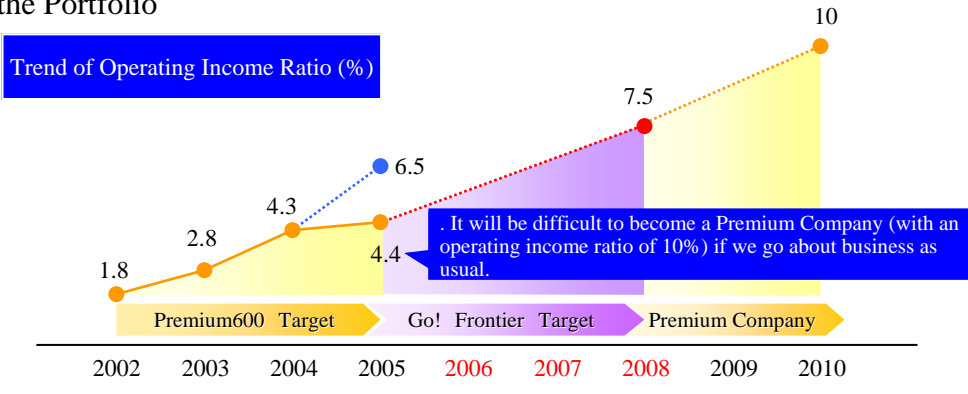 the Portfolio
Trend of Operating Income Ratio (%)
10
7.5
6.5
4.3
2.8
4.4
1.8
. It will be difficult to become a Premium Company (with an
operating income ratio of 10%) if we go about business as
usual.
Premium600 Target
Go! Frontier Target
Premium Company
2002 2003 2004 2005 2006 2007 2008 2009 2010